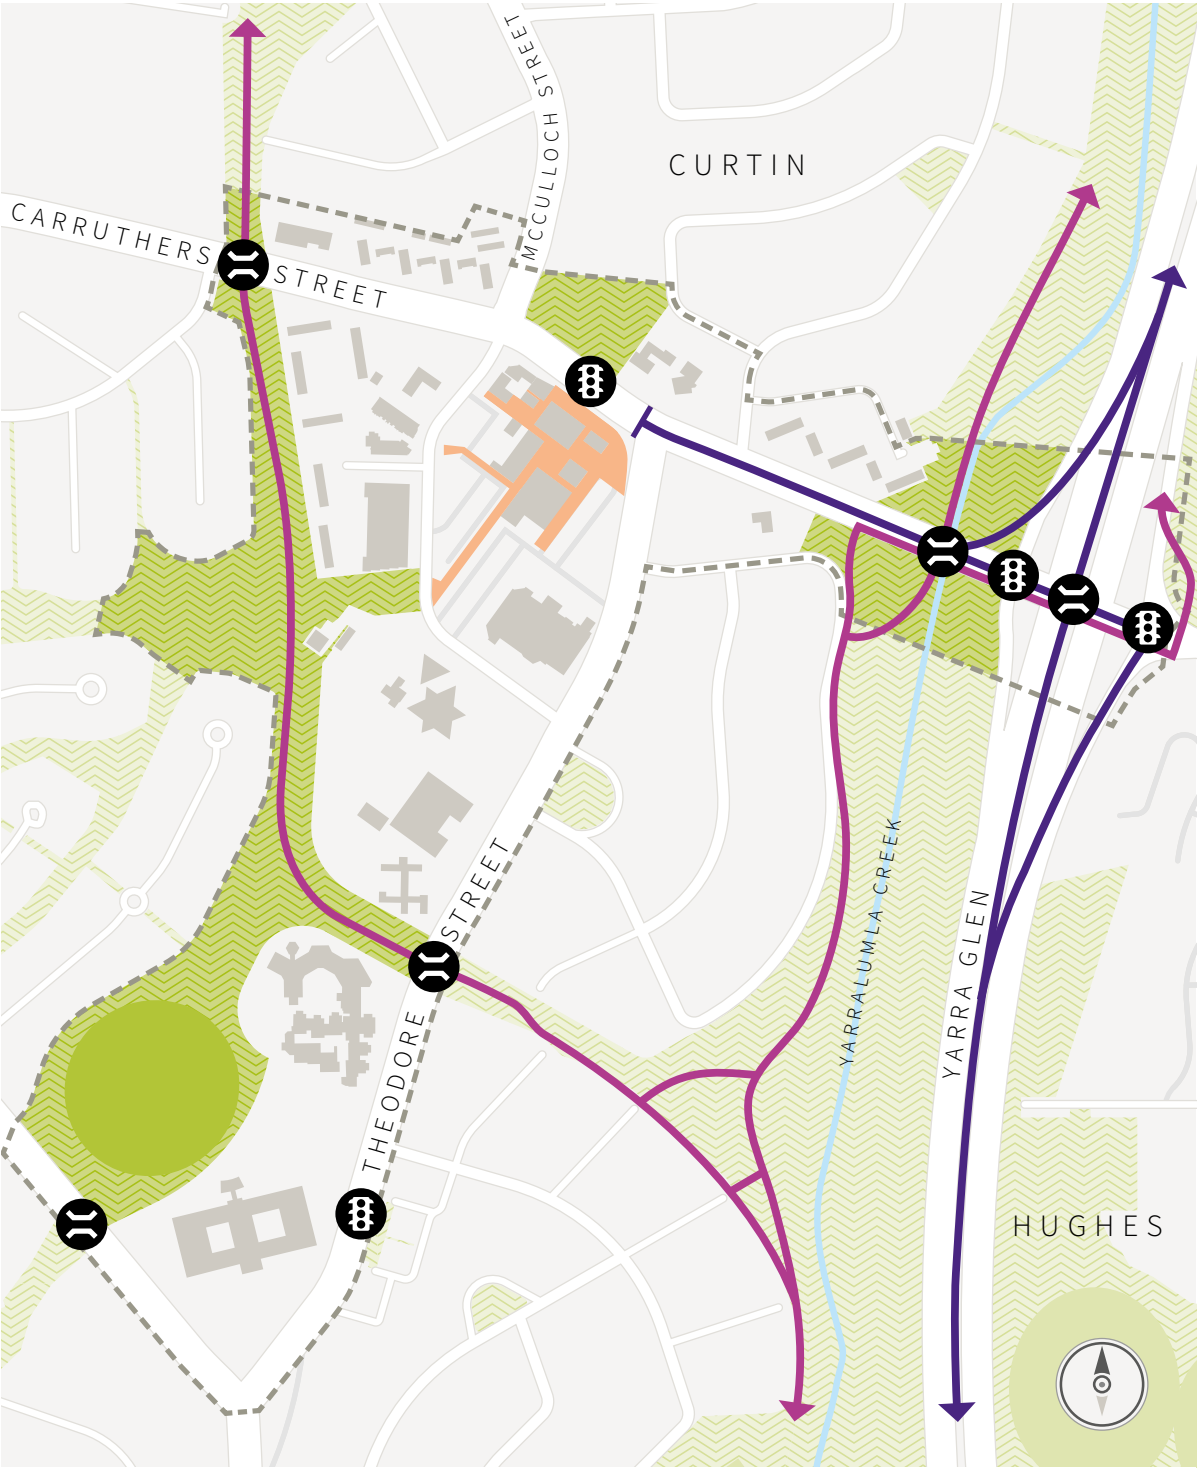 MCCULLOCH STREET
CURTIN
CARRUTHERS STREET
THEODORE STREET
YARRALUMLA CREEK
YARRA GLEN
HUGHES